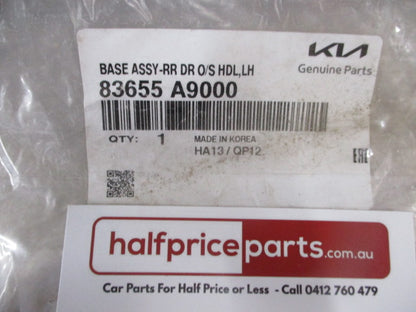 KIA
Genuine Parts
BASE ASSY-RR DR O/S HDL,LH
83655 A9000
QTY: 1
MADE IN KOREA
HA13 / QP12
EAC
halfpriceparts.com.au
Car Parts For Half Price or Less - Call 0412 760 479